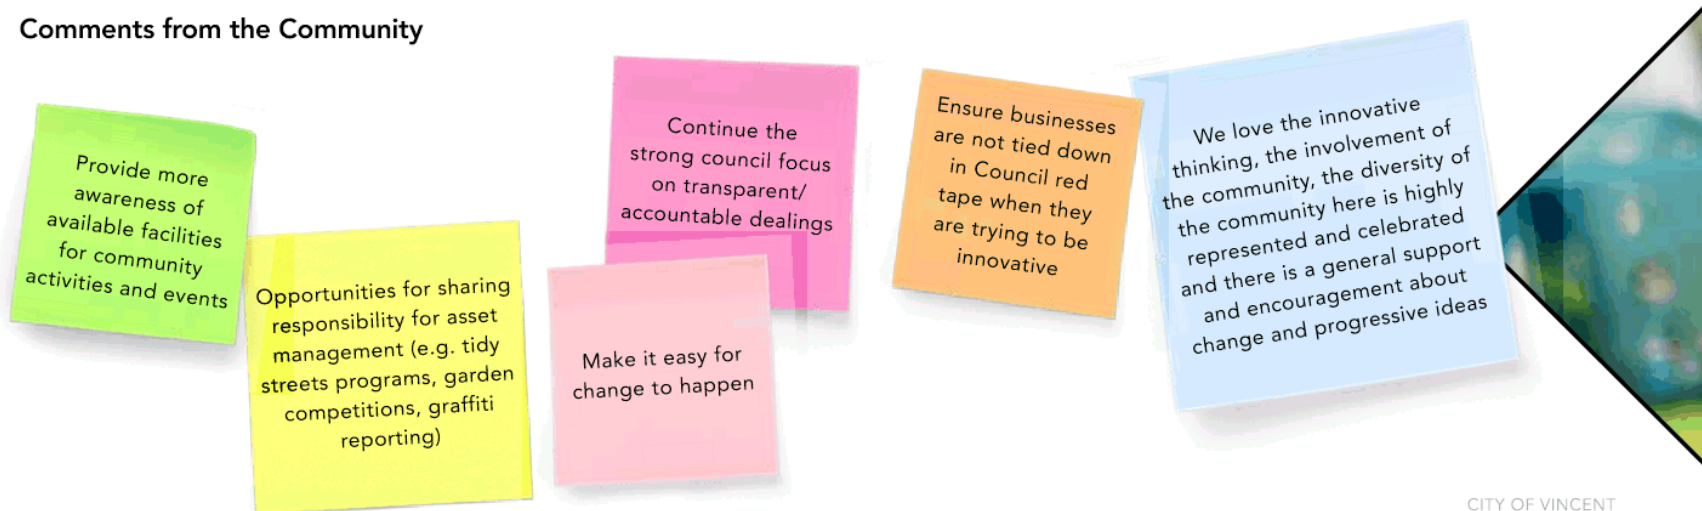 Comments from the Community
Provide more
awareness of
available facilities
for community
activities and events
Opportunities for sharing
responsibility for asset
management (e.g. tidy
streets programs, garden
competitions, graffiti
reporting)
Continue the
strong council focus
on transparent/
accountable dealings
Make it easy for
change to happen
Ensure businesses
are not tied down
in Council red
tape when they
are trying to be
innovative
We love the innovative
thinking, the involvement of
the community, the diversity of
the community here is highly
represented and celebrated
and there is a general support
and encouragement about
change and progressive ideas
CITY OF VINCENT